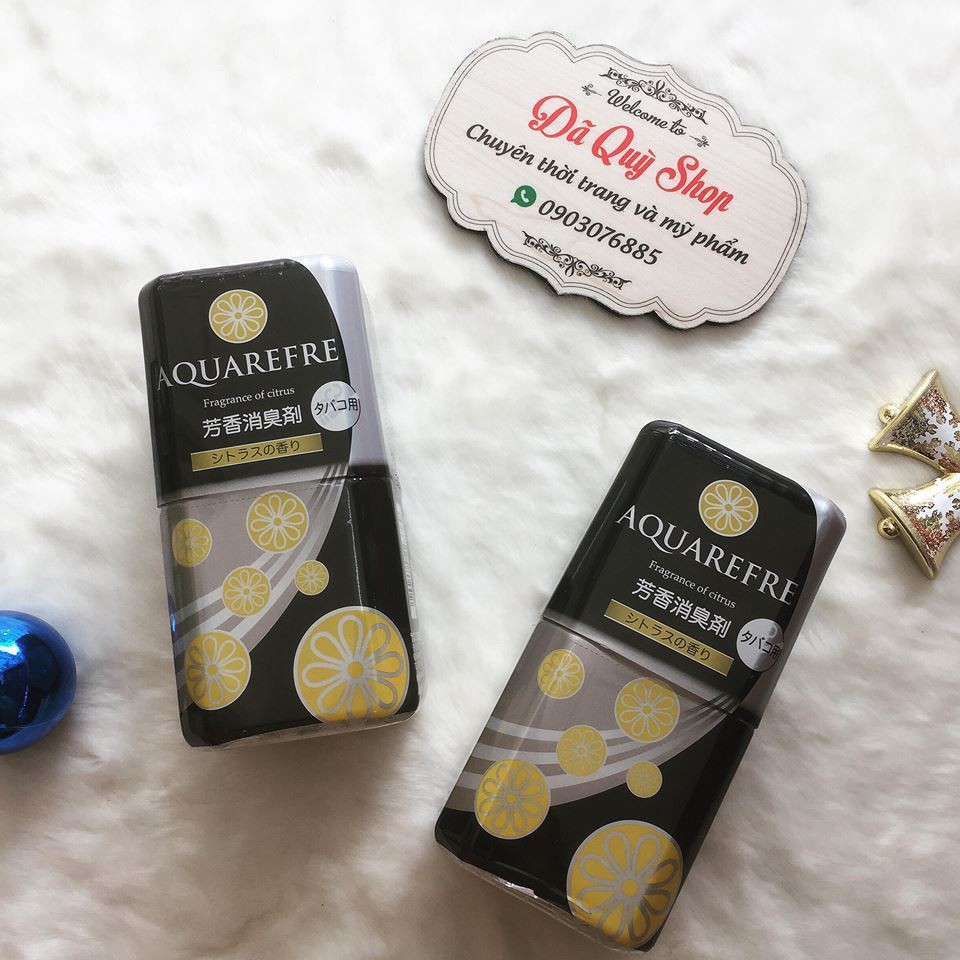 Welcome to
Dã Quỳ Shop
Chuyên thời trang và mỹ phẩm
0903076885
AQUAREFRE
Fragrance of citrus
芳香消臭剤
タバコ用
シトラスの香り
AQUAREFRE
Fragrance of citrus
芳香消臭剤
タバコ用
シトラスの香り